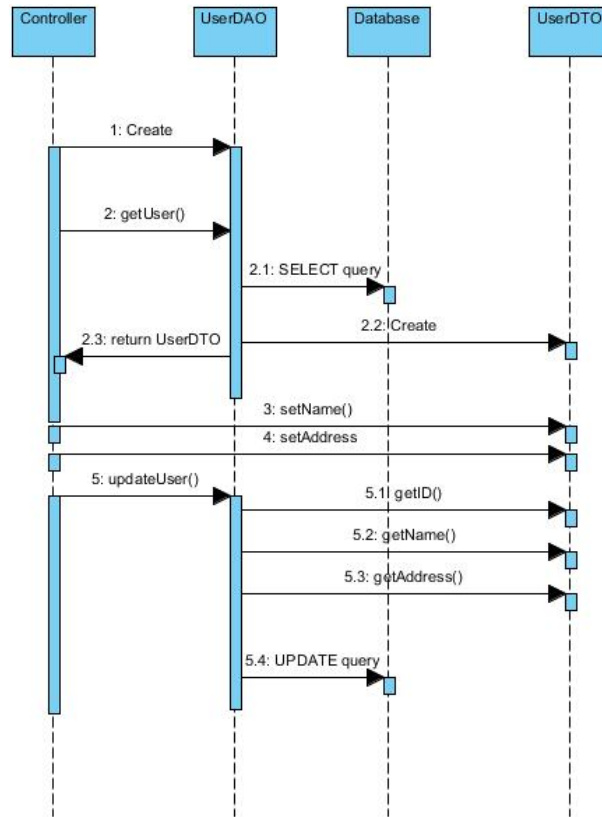 Controller
UserDAO
Database
UserDTO
1: Create
2: getUser()
2.1: SELECT query
2.2: Create
2.3: return UserDTO
3: setName()
4: setAddress
5: updateUser()
5.1: getID()
5.2: getName()
5.3: getAddress()
5.4: UPDATE query